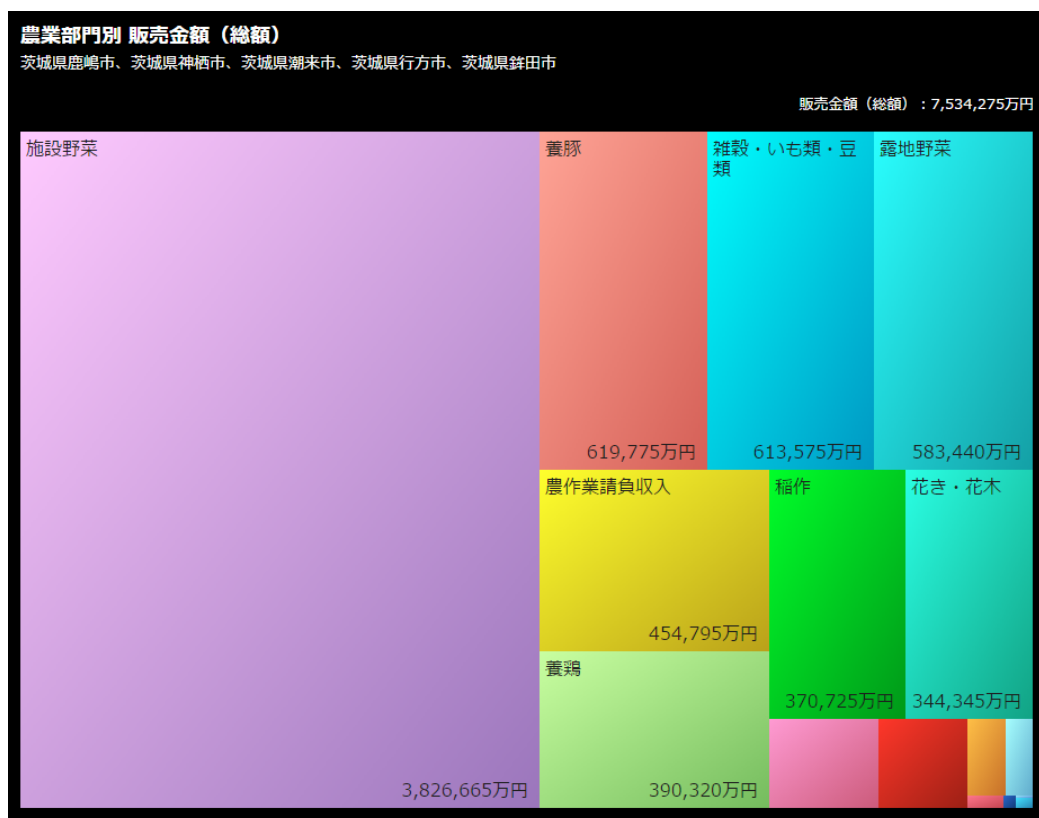 農業部門別 販売金額（総額）
茨城県鹿嶋市、茨城県神栖市、茨城県潮来市、茨城県行方市、茨城県鉾田市
販売金額（総額）：7,534,275万円
施設野菜
3,826,665万円
養豚
619,775万円
雑穀・いも類・豆
類
613,575万円
露地野菜
583,440万円
農作業請負収入
454,795万円
稲作
370,725万円
花き・花木
344,345万円
養鶏
390,320万円